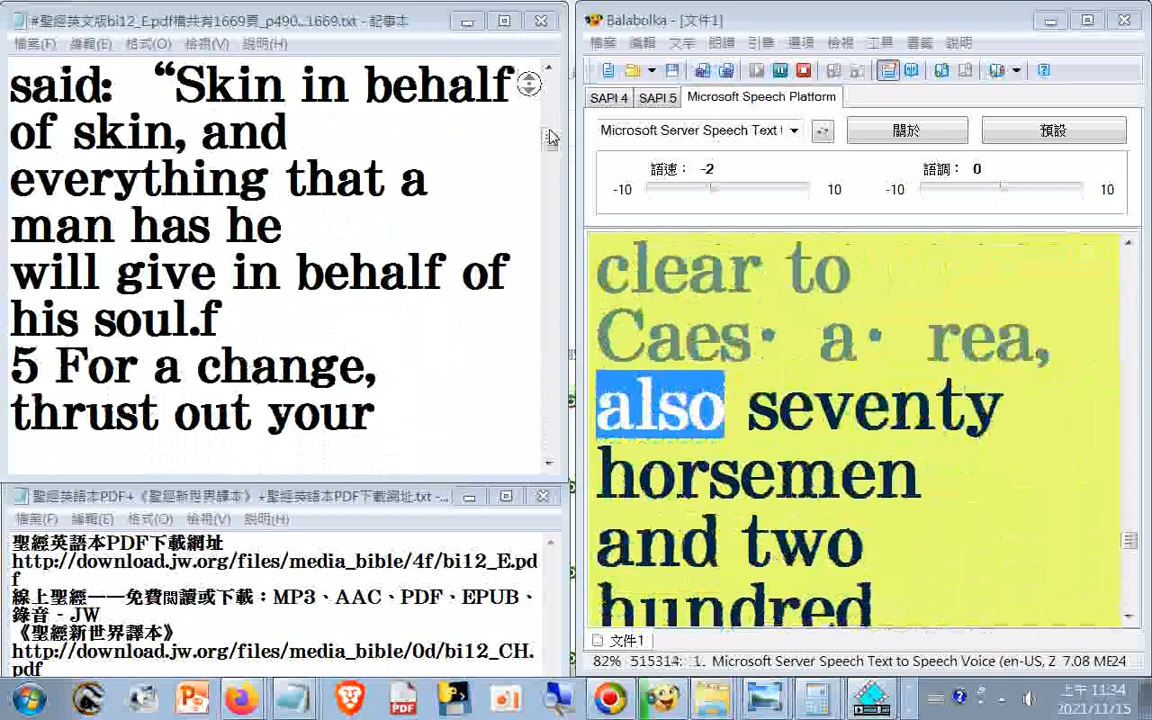 #聖經英文版bi12_E.pdf檔共有1669頁_p490...1669.txt - 記事本
檔案(F) 編輯(E) 格式(O) 檢視(V) 說明(H)
said: “Skin in behalf
of skin, and
everything that a
man has he
will give in behalf of
his soul.f
5 For a change,
thrust out your
聖經英語本PDF+《聖經新世界譯本》+聖經英語本PDF下載網址.txt -...
檔案(F) 編輯(E) 格式(O) 檢視(V) 說明(H)
聖經英語本PDF下載網址
http://download.jw.org/files/media_bible/4f/bi12_E.pd
f
線上聖經——免費閱讀或下載：MP3、AAC、PDF、EPUB、
錄音 - JW
《聖經新世界譯本》
http://download.jw.org/files/media_bible/0d/bi12_CH.
pdf
Balabolka - [文件1]
檔案 編輯 文字 朗讀 引擎 選項 檢視 工具 書籤 說明
SAPI 4 SAPI 5 Microsoft Speech Platform
Microsoft Server Speech Text 關於 預設
語速： -2 語調： 0
-10 10 -10 10
clear to
Caes· a· rea,
also seventy
horsemen
and two
hundred
文件1
82% 515314: 1. Microsoft Server Speech Text to Speech Voice (en-US, Z 7.08 ME24
上午 11:34
2021/11/15